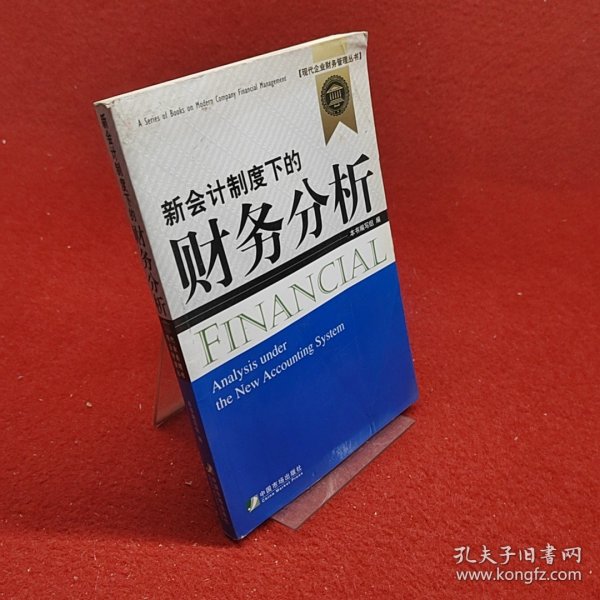 【现代企业财务管理丛书】
A Series of Books on Modern Company Financial Management
新会计制度下的
财务分析
本书编写组 编
FINANCIAL
Analysis under
the New Accounting System
中国市场出版社
China Market Press
新会计制度下的财务分析
孔夫子旧书网
www.kongfz.com